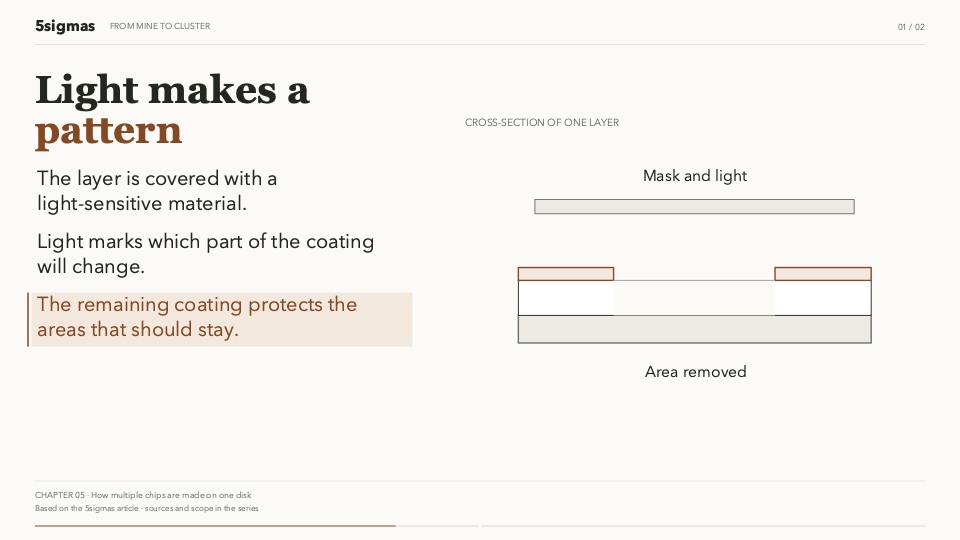 5sigmas
FROM MINE TO CLUSTER
01 / 02
Light makes a
pattern
The layer is covered with a
light-sensitive material.
Light marks which part of the coating
will change.
The remaining coating protects the
areas that should stay.
CROSS-SECTION OF ONE LAYER
Mask and light
Area removed
CHAPTER 05 · How multiple chips are made on one disk
Based on the 5sigmas article · sources and scope in the series